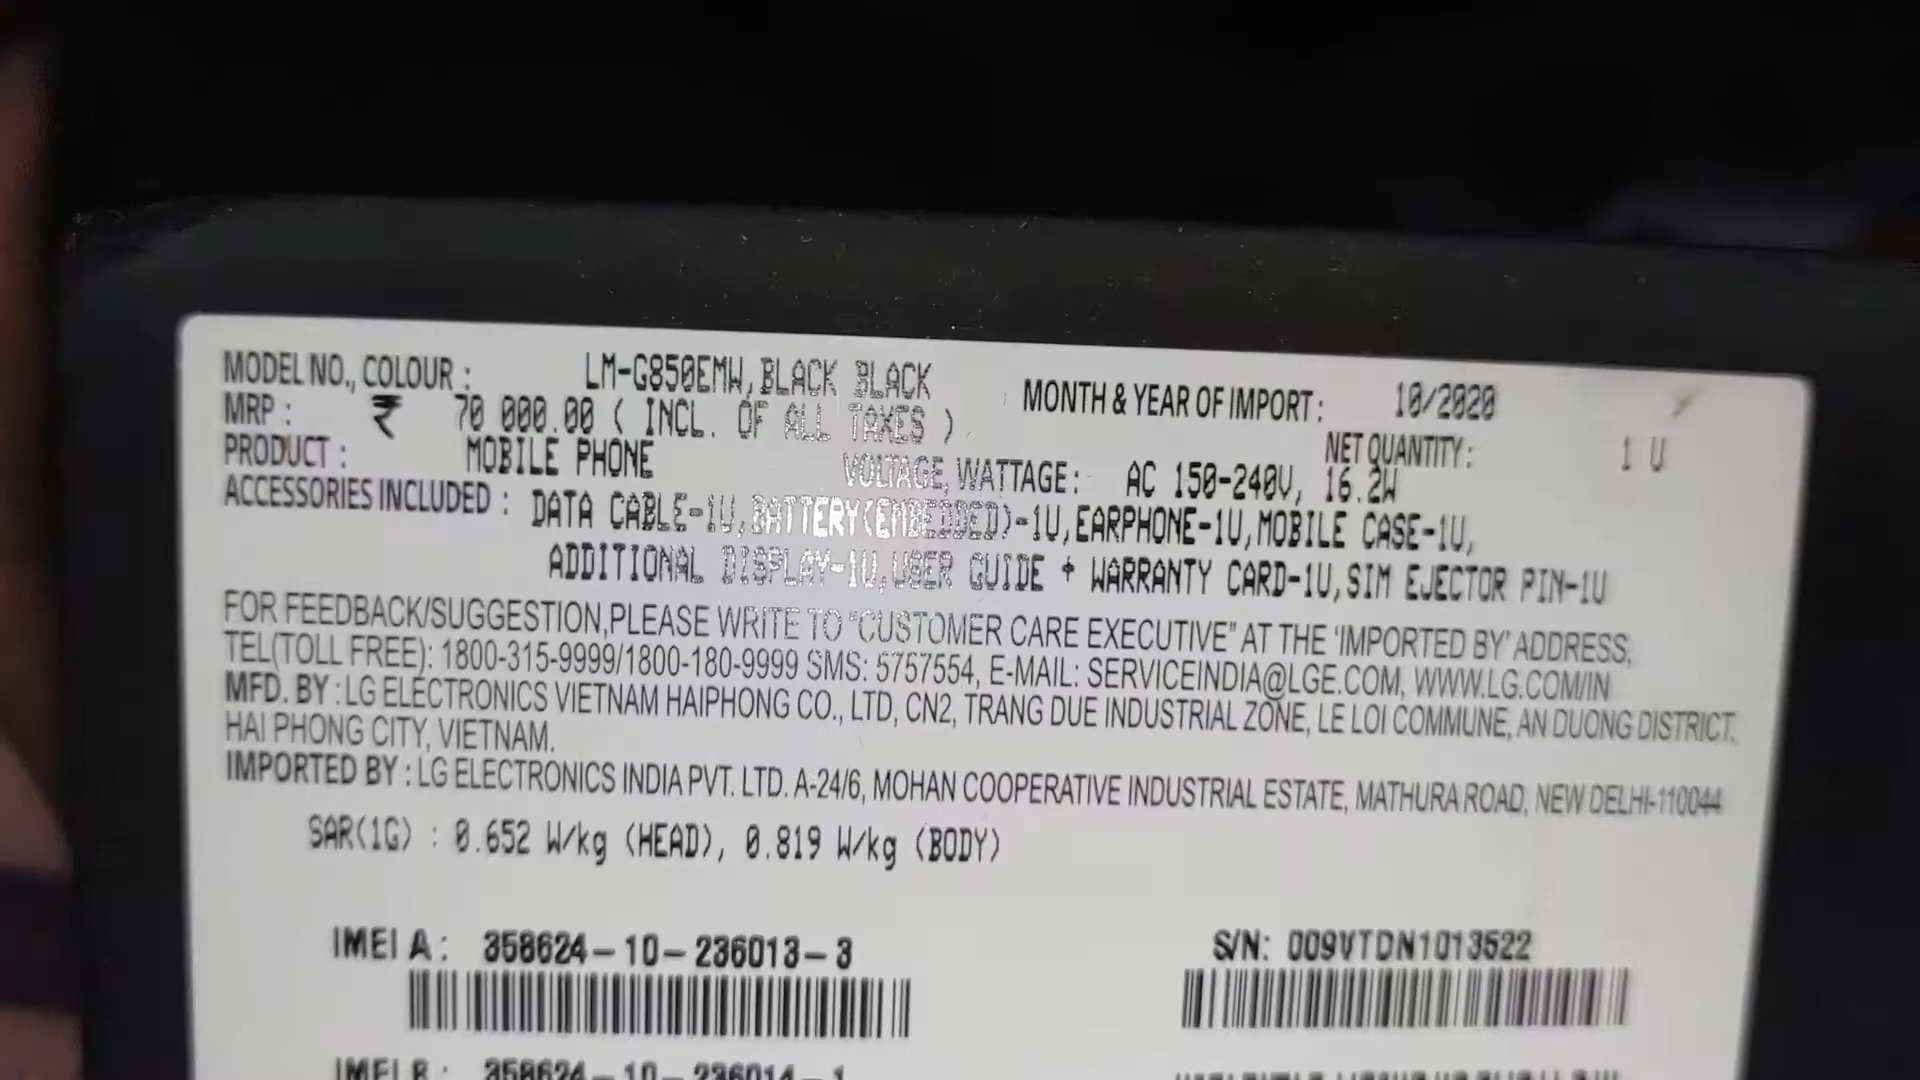 MODEL NO., COLOUR : LM-G850EMW,BLACK BLACK
MONTH & YEAR OF IMPORT : 10/2020
MRP : ₹ 70 000.00 ( INCL. OF ALL TAXES )
NET QUANTITY : 1 U
PRODUCT : MOBILE PHONE
VOLTAGE, WATTAGE : AC 150-240V, 16.2W
ACCESSORIES INCLUDED : DATA CABLE-1U,BATTERY(EMBEDDED)-1U,EARPHONE-1U,MOBILE CASE-1U,
ADDITIONAL DISPLAY-1U,USER GUIDE + WARRANTY CARD-1U,SIM EJECTOR PIN-1U
FOR FEEDBACK/SUGGESTION,PLEASE WRITE TO "CUSTOMER CARE EXECUTIVE" AT THE 'IMPORTED BY' ADDRESS,
TEL(TOLL FREE): 1800-315-9999/1800-180-9999 SMS: 5757554, E-MAIL: SERVICEINDIA@LGE.COM, WWW.LG.COM/IN
MFD. BY : LG ELECTRONICS VIETNAM HAIPHONG CO., LTD, CN2, TRANG DUE INDUSTRIAL ZONE, LE LOI COMMUNE, AN DUONG DISTRICT,
HAI PHONG CITY, VIETNAM.
IMPORTED BY : LG ELECTRONICS INDIA PVT. LTD. A-24/6, MOHAN COOPERATIVE INDUSTRIAL ESTATE, MATHURA ROAD, NEW DELHI-110044
SAR(1G) : 0.652 W/kg (HEAD), 0.819 W/kg (BODY)
IMEI A : 358624-10-236013-3
S/N: 009VTDN1013522
IMEI B : 358624-10-236014-1